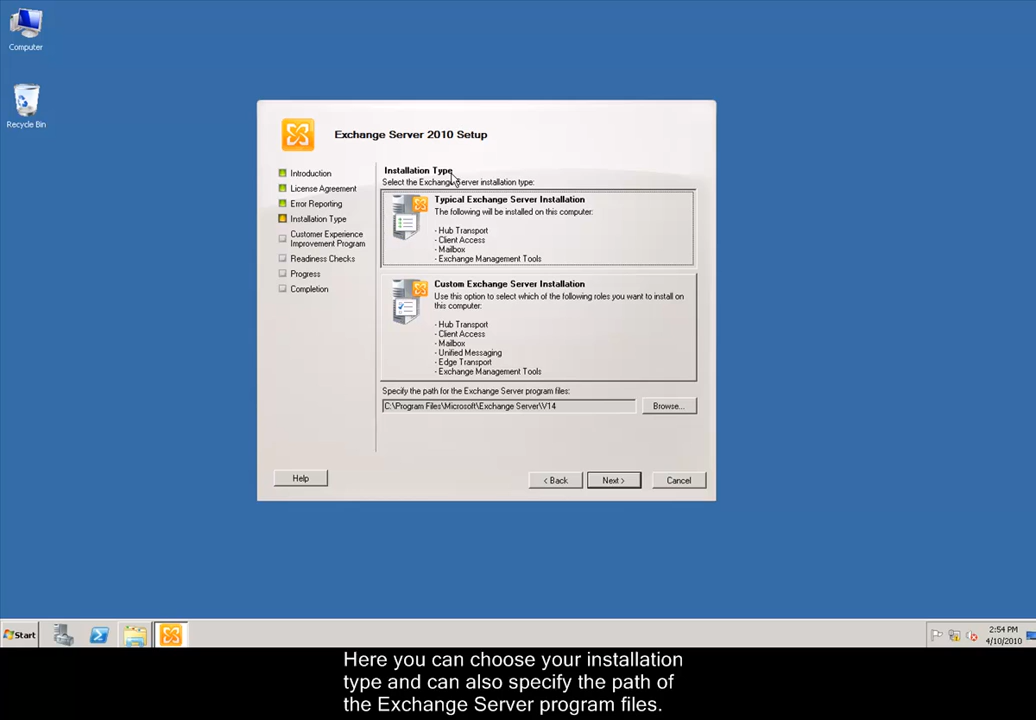 Computer
Recycle Bin
Exchange Server 2010 Setup
Introduction
License Agreement
Error Reporting
Installation Type
Customer Experience
Improvement Program
Readiness Checks
Progress
Completion
Installation Type
Select the Exchange Server installation type:
Typical Exchange Server Installation
The following will be installed on this computer:
- Hub Transport
- Client Access
- Mailbox
- Exchange Management Tools
Custom Exchange Server Installation
Use this option to select which of the following roles you want to install on
this computer:
- Hub Transport
- Client Access
- Mailbox
- Unified Messaging
- Edge Transport
- Exchange Management Tools
Specify the path for the Exchange Server program files:
C:\Program Files\Microsoft\Exchange Server\V14
Browse...
Help
< Back
Next >
Cancel
Start
2:54 PM
4/10/2010
Here you can choose your installation
type and can also specify the path of
the Exchange Server program files.